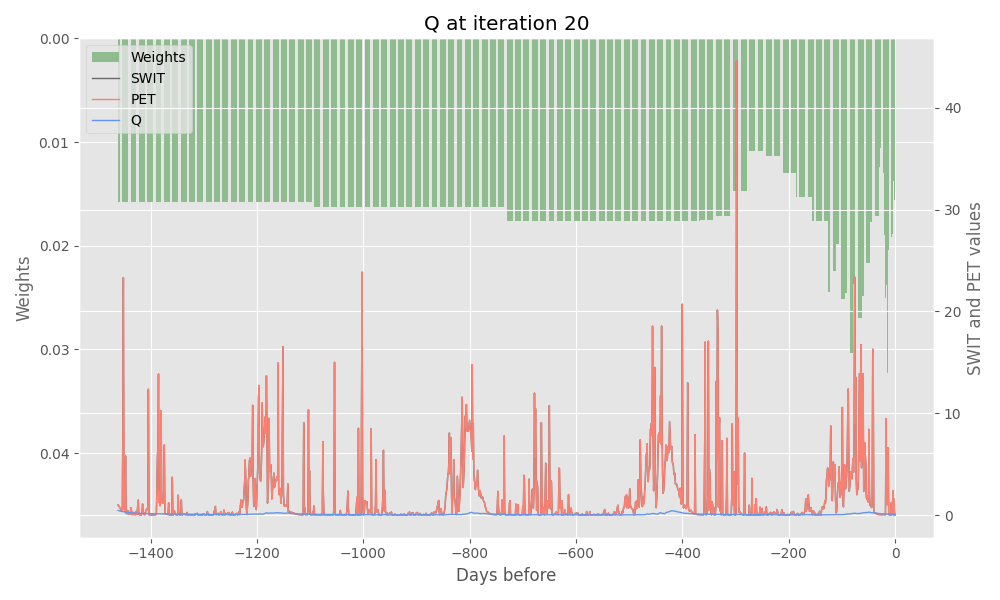 Q at iteration 20
Weights
SWIT
PET
Q
0.00
0.01
0.02
0.03
0.04
Weights
40
30
20
10
0
SWIT and PET values
−1400
−1200
−1000
−800
−600
−400
−200
0
Days before